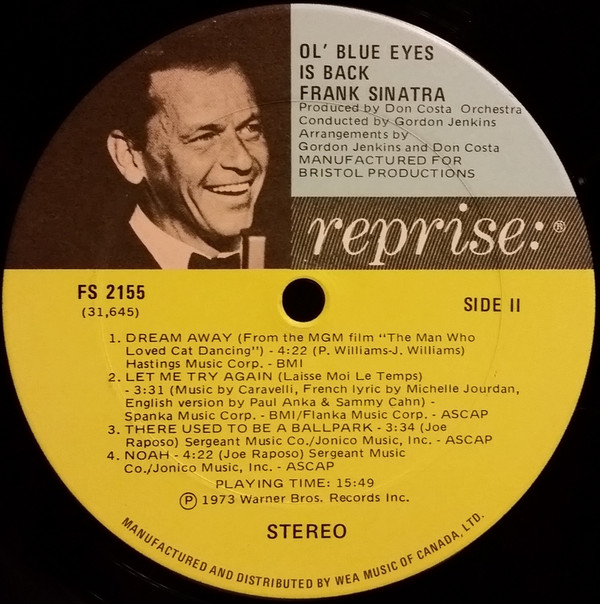 OL' BLUE EYES
IS BACK
FRANK SINATRA
Produced by Don Costa Orchestra
Conducted by Gordon Jenkins
Arrangements by
Gordon Jenkins and Don Costa
MANUFACTURED FOR
BRISTOL PRODUCTIONS
reprise:®
FS 2155
(31,645)
SIDE II
1. DREAM AWAY (From the MGM film "The Man Who
Loved Cat Dancing") - 4:22 (P. Williams-J. Williams)
Hastings Music Corp. - BMI
2. LET ME TRY AGAIN (Laisse Moi Le Temps)
- 3:31 (Music by Caravelli, French lyric by Michelle Jourdan,
English version by Paul Anka & Sammy Cahn) -
Spanka Music Corp. - BMI/Flanka Music Corp. - ASCAP
3. THERE USED TO BE A BALLPARK - 3:34 (Joe
Raposo) Sergeant Music Co./Jonico Music, Inc. - ASCAP
4. NOAH - 4:22 (Joe Raposo) Sergeant Music
Co./Jonico Music, Inc. - ASCAP
PLAYING TIME: 15:49
℗ 1973 Warner Bros. Records Inc.
STEREO
MANUFACTURED AND DISTRIBUTED BY WEA MUSIC OF CANADA, LTD.